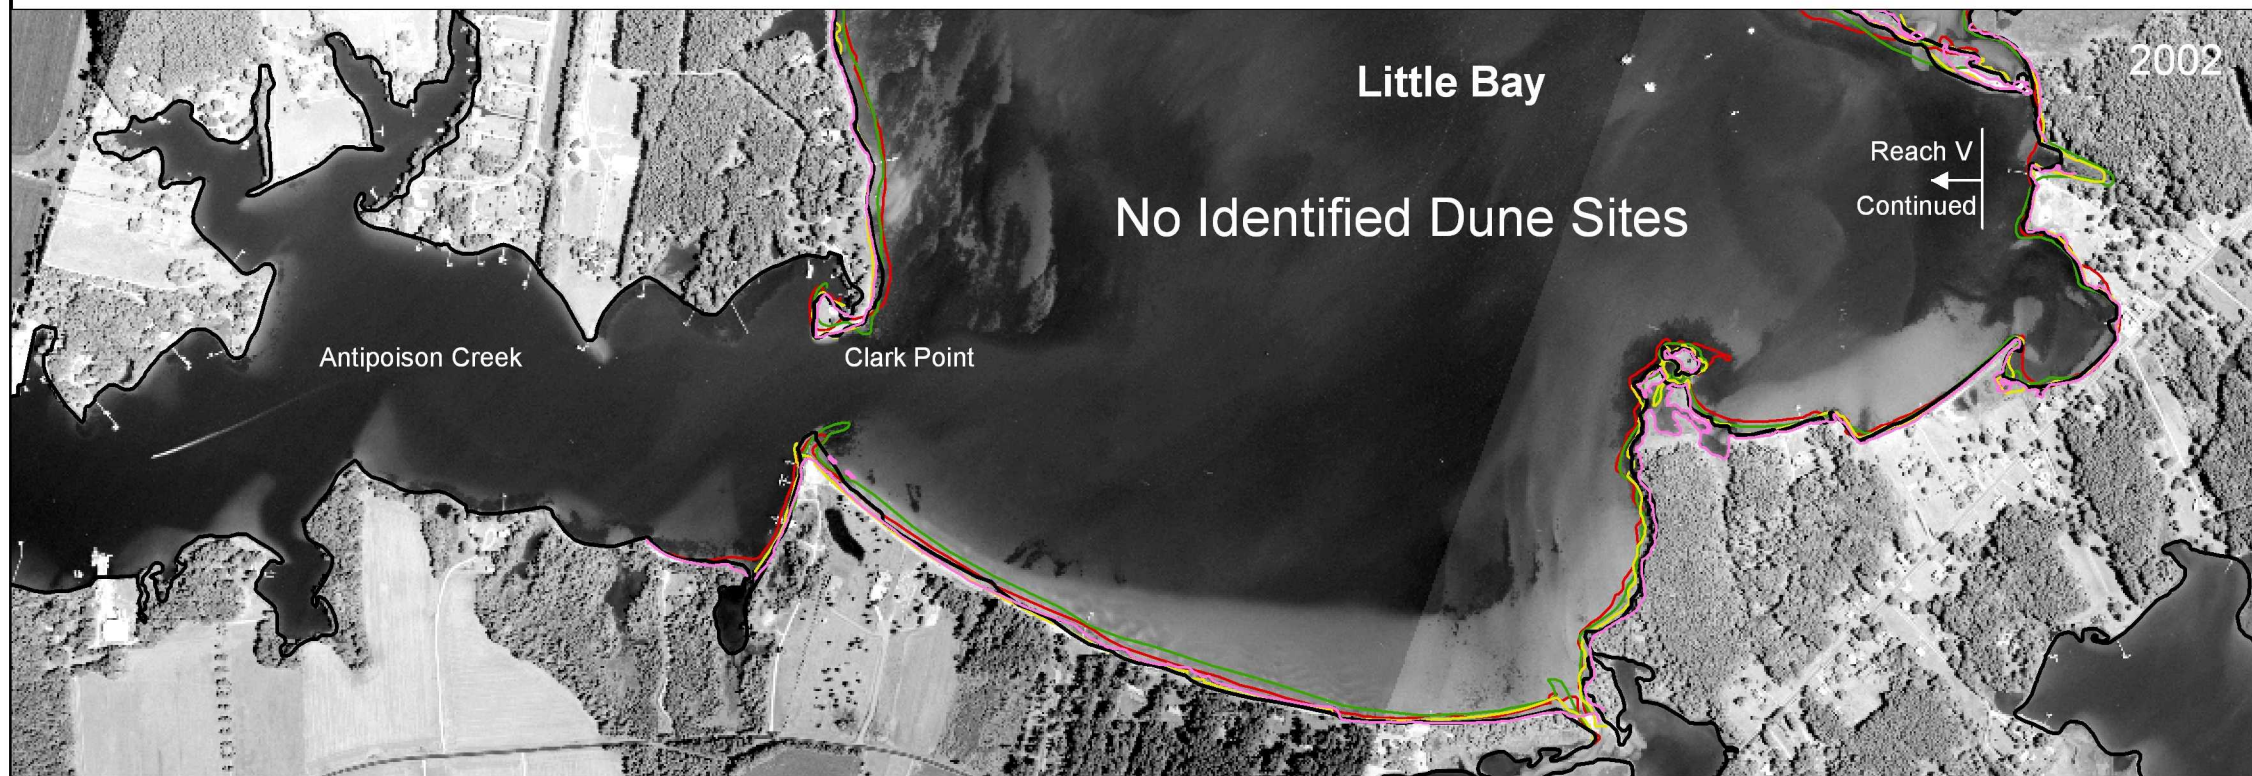 2002
Little Bay
Reach V
Continued
No Identified Dune Sites
Antipoison Creek
Clark Point